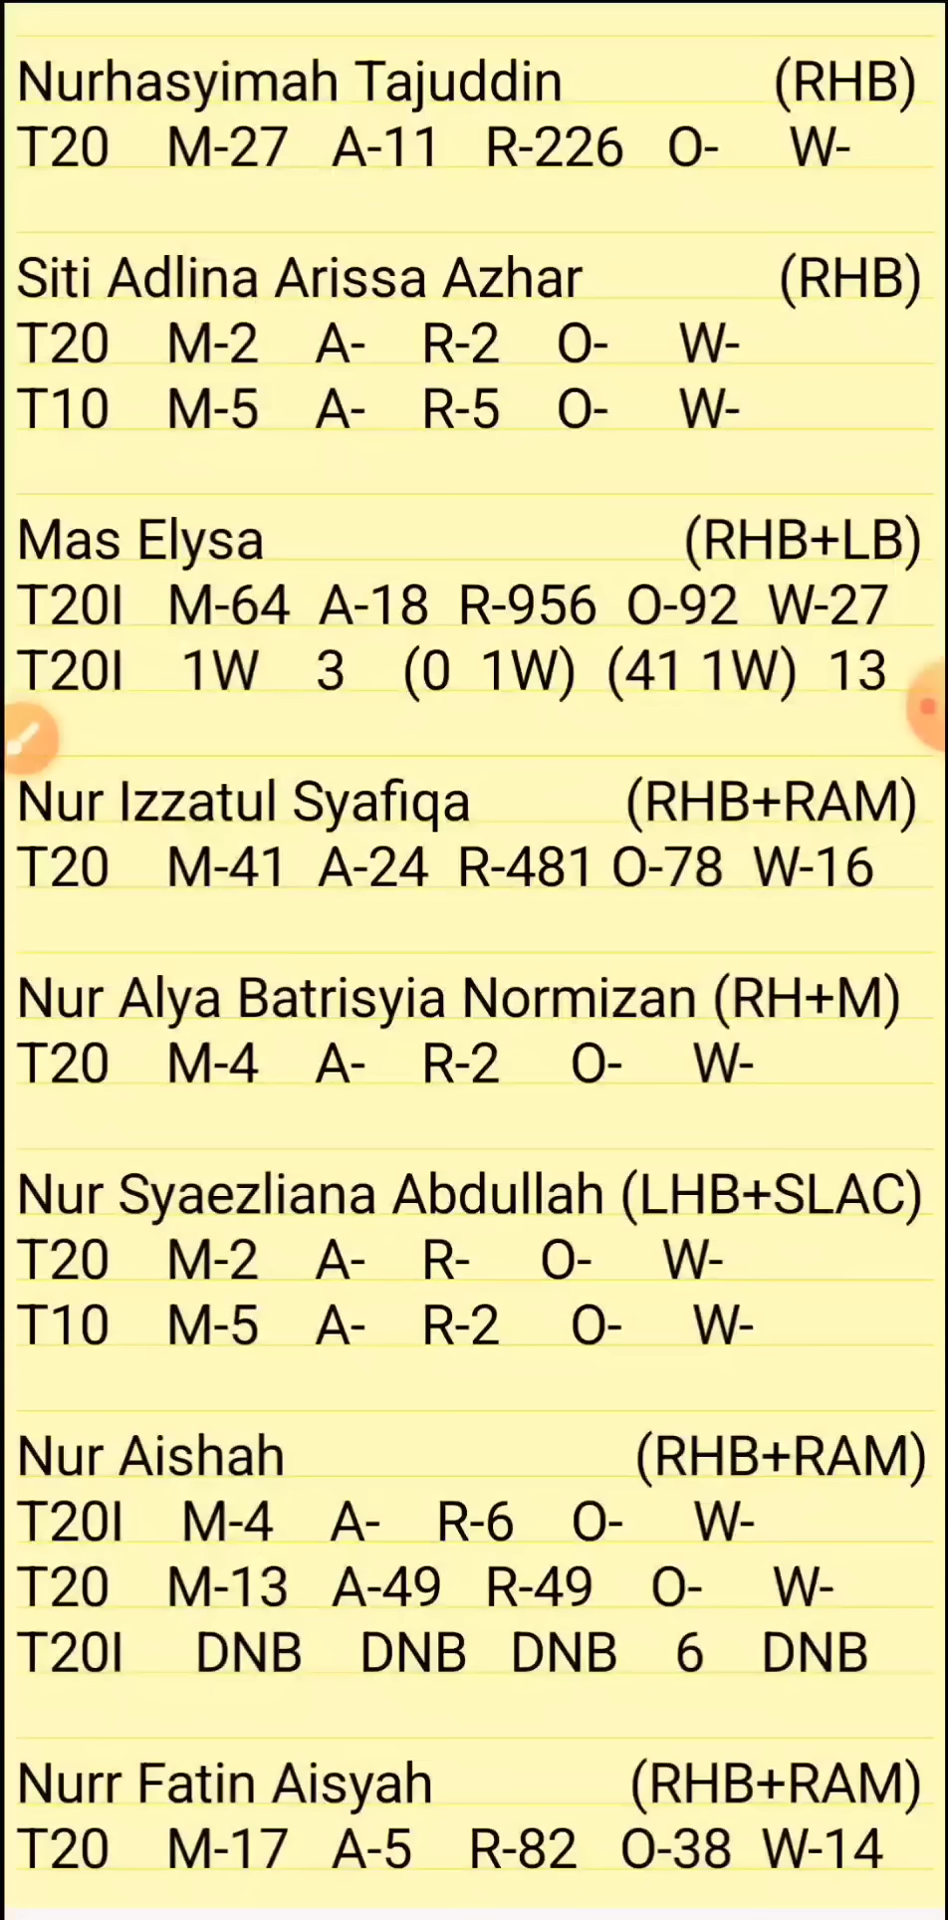 Nurhasyimah Tajuddin (RHB)
T20 M-27 A-11 R-226 O- W-
Siti Adlina Arissa Azhar (RHB)
T20 M-2 A- R-2 O- W-
T10 M-5 A- R-5 O- W-
Mas Elysa (RHB+LB)
T20I M-64 A-18 R-956 O-92 W-27
T20I 1W 3 (0 1W) (41 1W) 13
Nur Izzatul Syafiqa (RHB+RAM)
T20 M-41 A-24 R-481 O-78 W-16
Nur Alya Batrisyia Normizan (RH+M)
T20 M-4 A- R-2 O- W-
Nur Syaezliana Abdullah (LHB+SLAC)
T20 M-2 A- R- O- W-
T10 M-5 A- R-2 O- W-
Nur Aishah (RHB+RAM)
T20I M-4 A- R-6 O- W-
T20 M-13 A-49 R-49 O- W-
T20I DNB DNB DNB 6 DNB
Nurr Fatin Aisyah (RHB+RAM)
T20 M-17 A-5 R-82 O-38 W-14